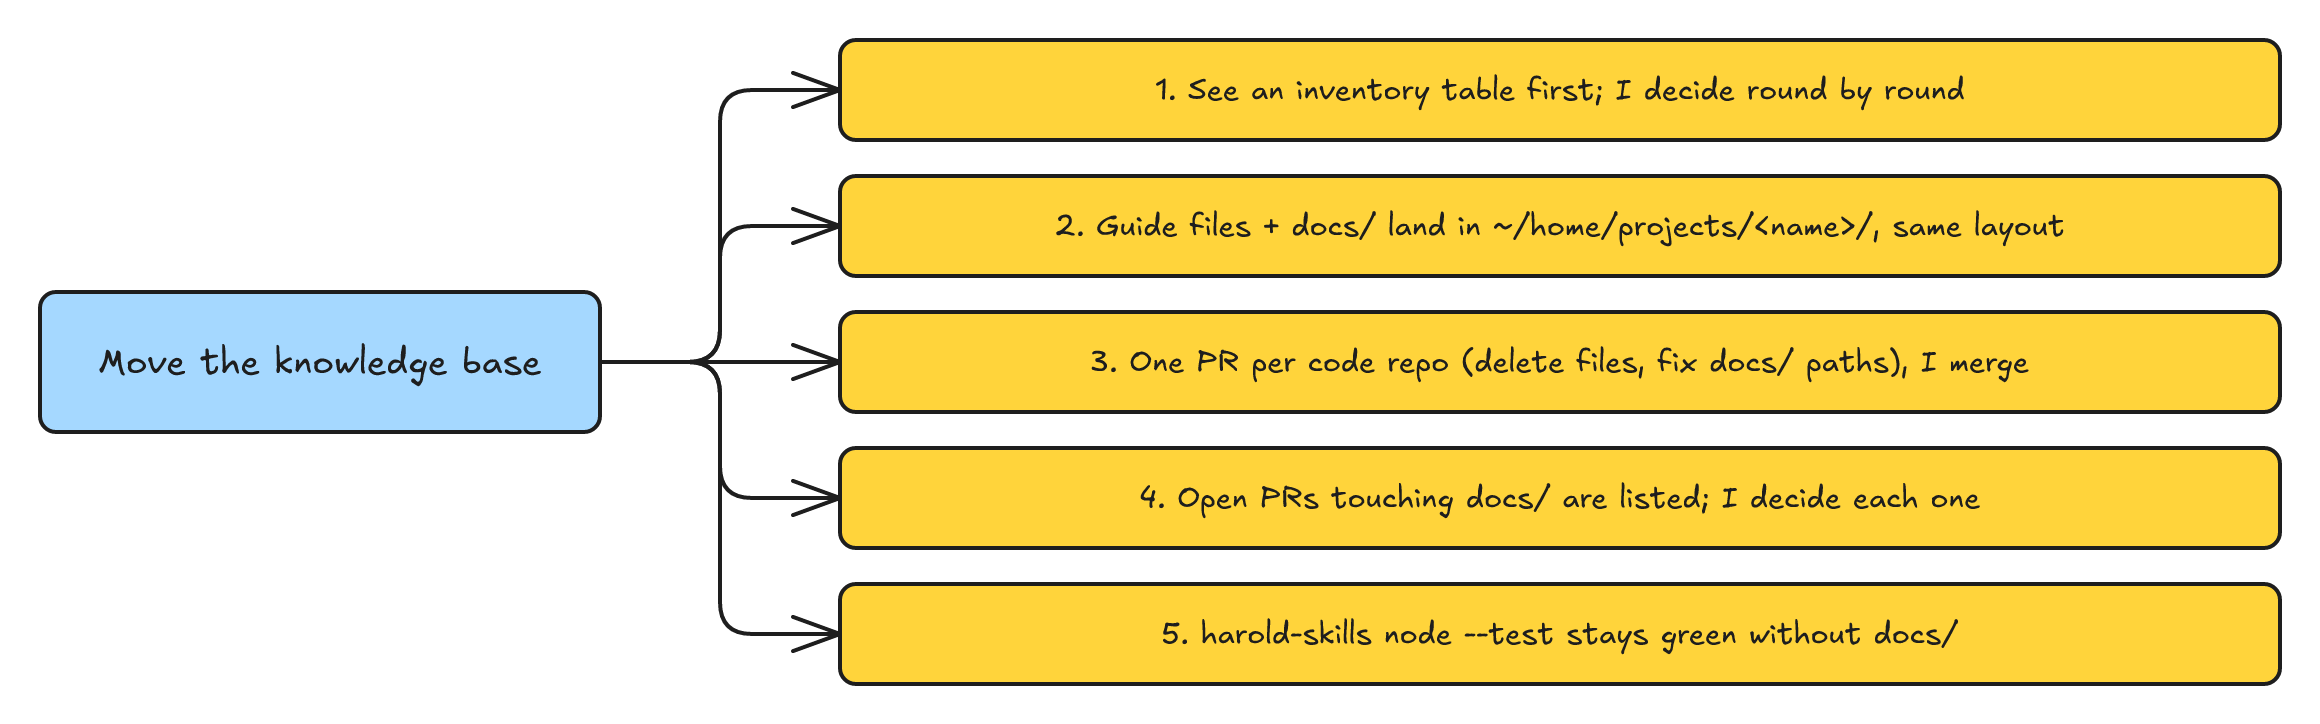 1. See an inventory table first; I decide round by round
2. Guide files + docs/ land in ~/home/projects/<name>/, same layout
Move the knowledge base
3. One PR per code repo (delete files, fix docs/ paths), I merge
4. Open PRs touching docs/ are listed; I decide each one
5. harold-skills node --test stays green without docs/